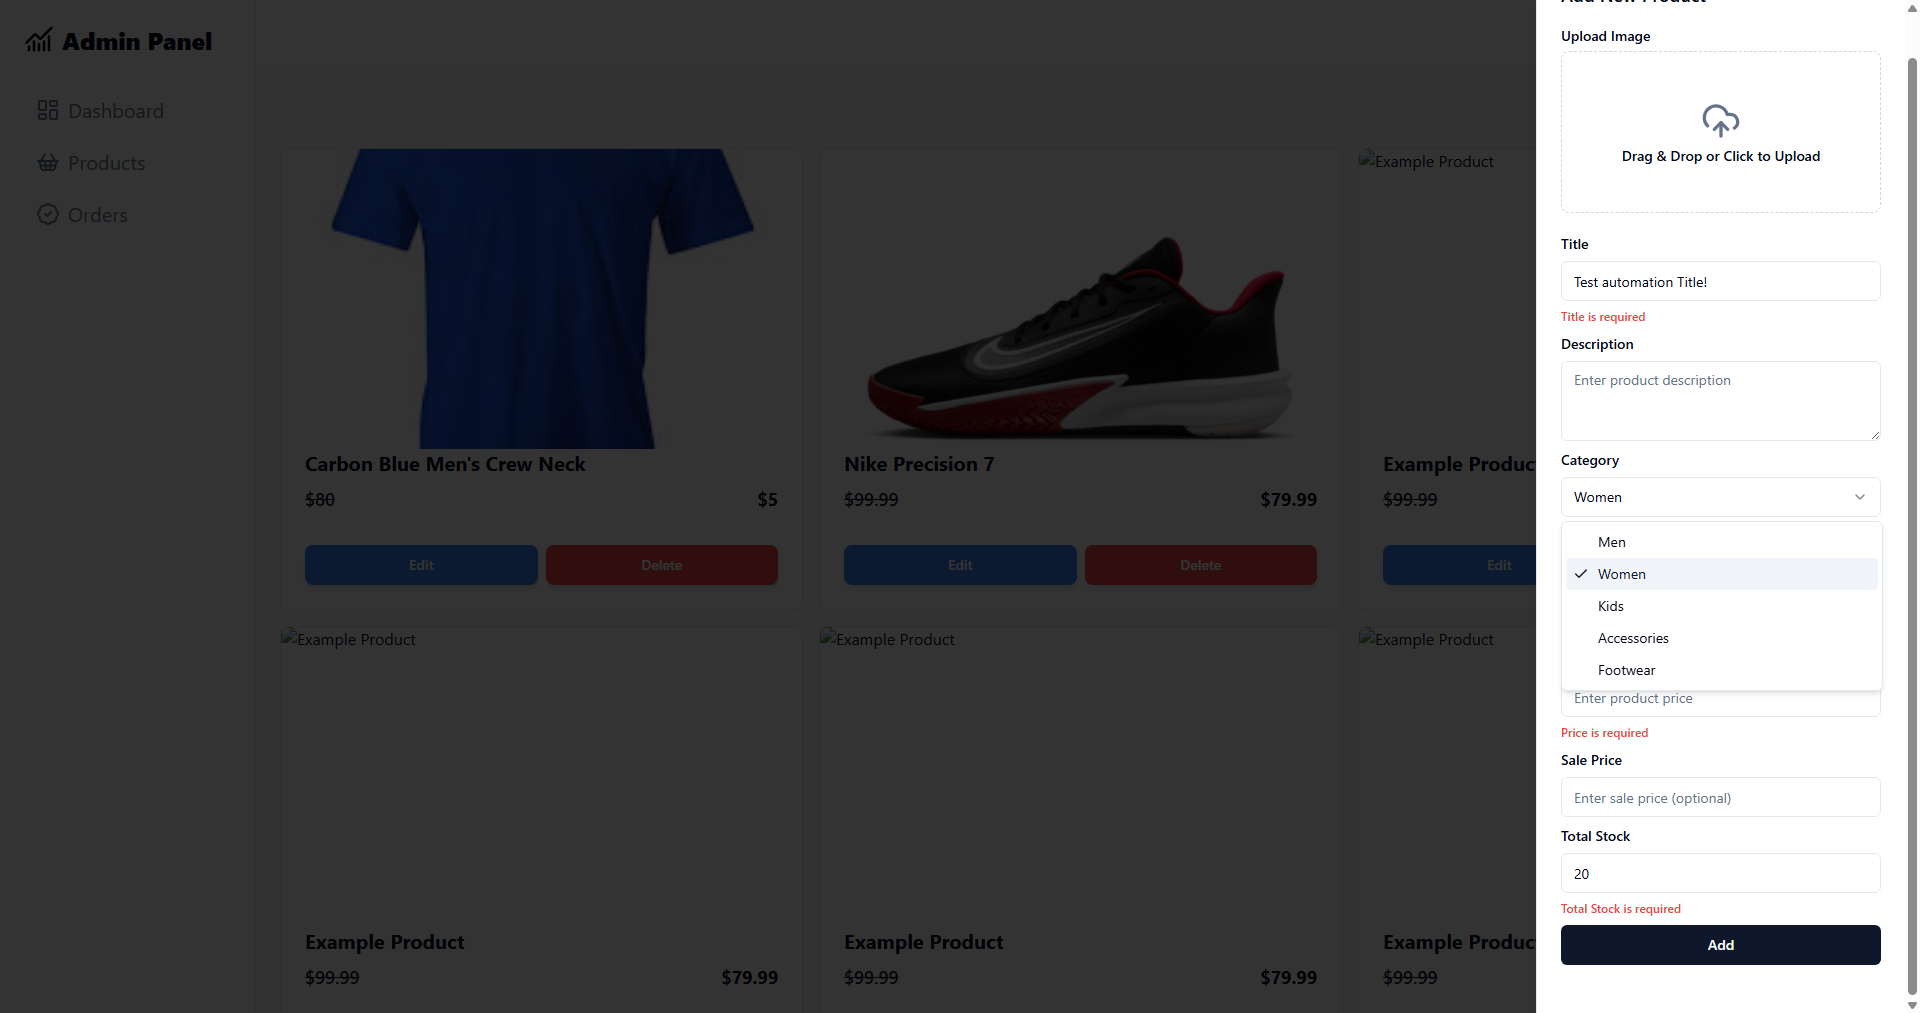 Admin Panel
Dashboard
Products
Orders
Carbon Blue Men's Crew Neck
$80
$5
Edit
Delete
Nike Precision 7
$99.99
$79.99
Edit
Delete
Example Product
Example Produc
$99.99
Edit
Example Product
Example Product
$99.99
$79.99
Example Product
Example Product
$99.99
$79.99
Example Product
Example Produc
$99.99
Add New Product
Upload Image
Drag & Drop or Click to Upload
Title
Test automation Title!
Title is required
Description
Enter product description
Category
Women
Men
Women
Kids
Accessories
Footwear
Enter product price
Price is required
Sale Price
Enter sale price (optional)
Total Stock
20
Total Stock is required
Add